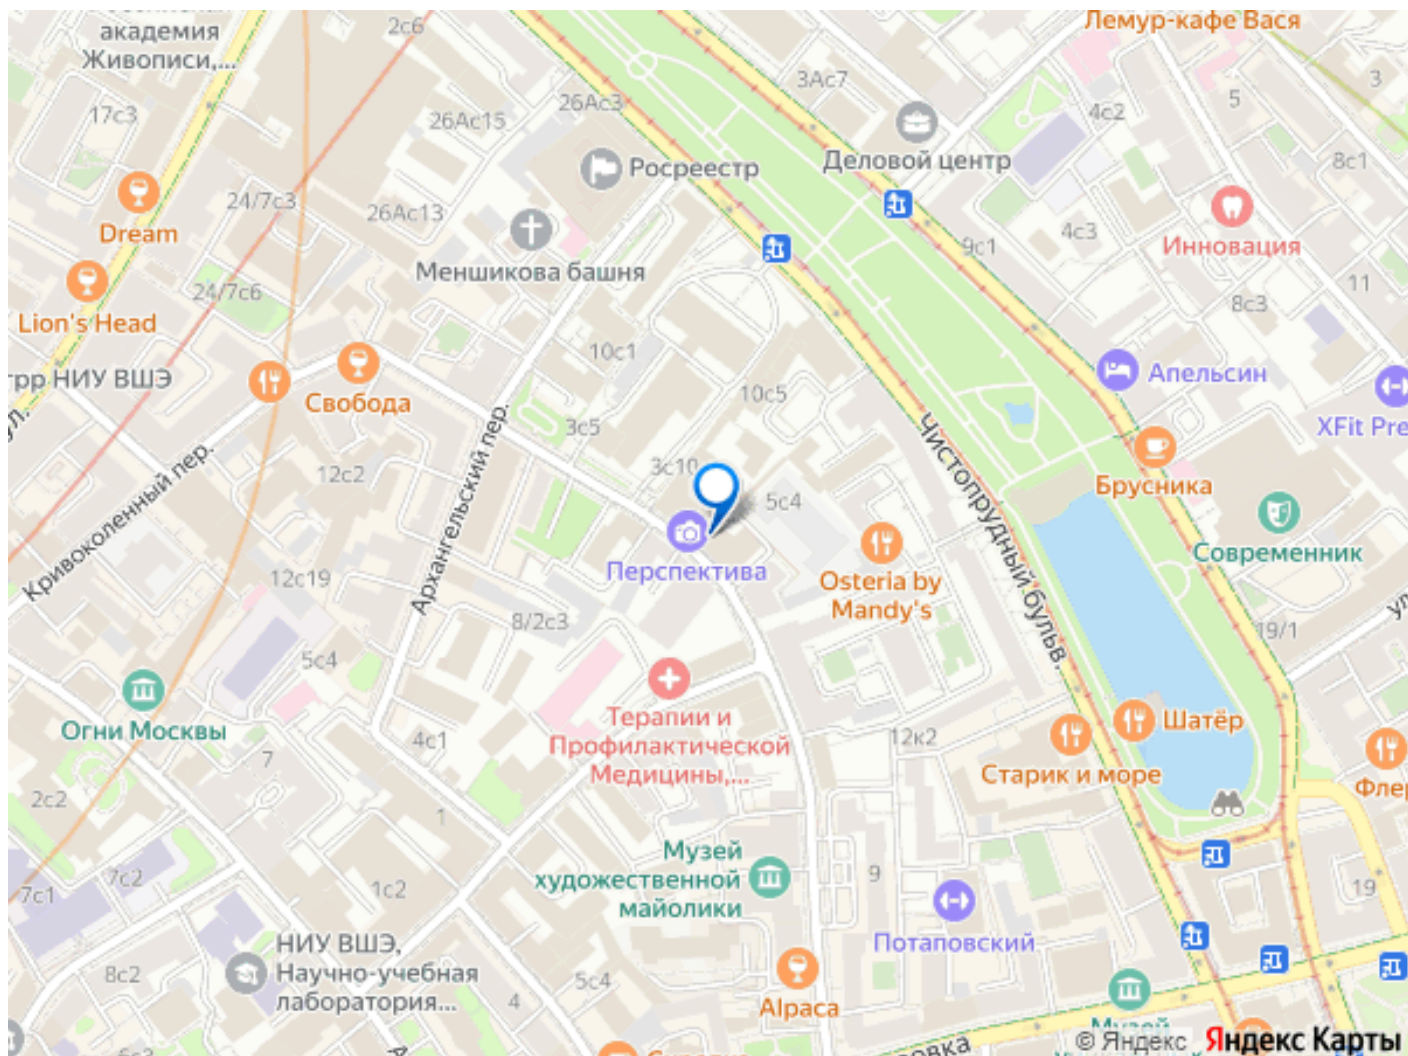 академия
Живописи,...
2с6
Лемур-кафе Вася
17с3
26Ас15
26Ас3
3Ас7
Деловой центр
4с2
5
3
8с1
Росреестр
Dream
24/7с3
26Ас13
Меншикова башня
9с1
4с3
Инновация
11
8с3
24/7с6
Lion's Head
НИУ ВШЭ
Свобода
10с1
10с5
3с5
Апельсин
XFit Pre
Кривоколенный пер.
12с2
Архангельский пер.
3с10
5с4
Чистопрудный бульв.
Брусника
Современник
Перспектива
Osteria by
Mandy's
12с19
8/2с3
19/1
5с4
Огни Москвы
4с1
7
Терапии и
Профилактической
Медицины,...
12к2
Шатёр
Старик и море
Флер
2с2
1
7с1
7с2
1с2
Музей
художественной
майолики
9
19
Потаповский
НИУ ВШЭ,
Научно-учебная
лаборатория...
8с2
4
5с4
Alpaca
Музей
овка
© Яндекс Яндекс Карты